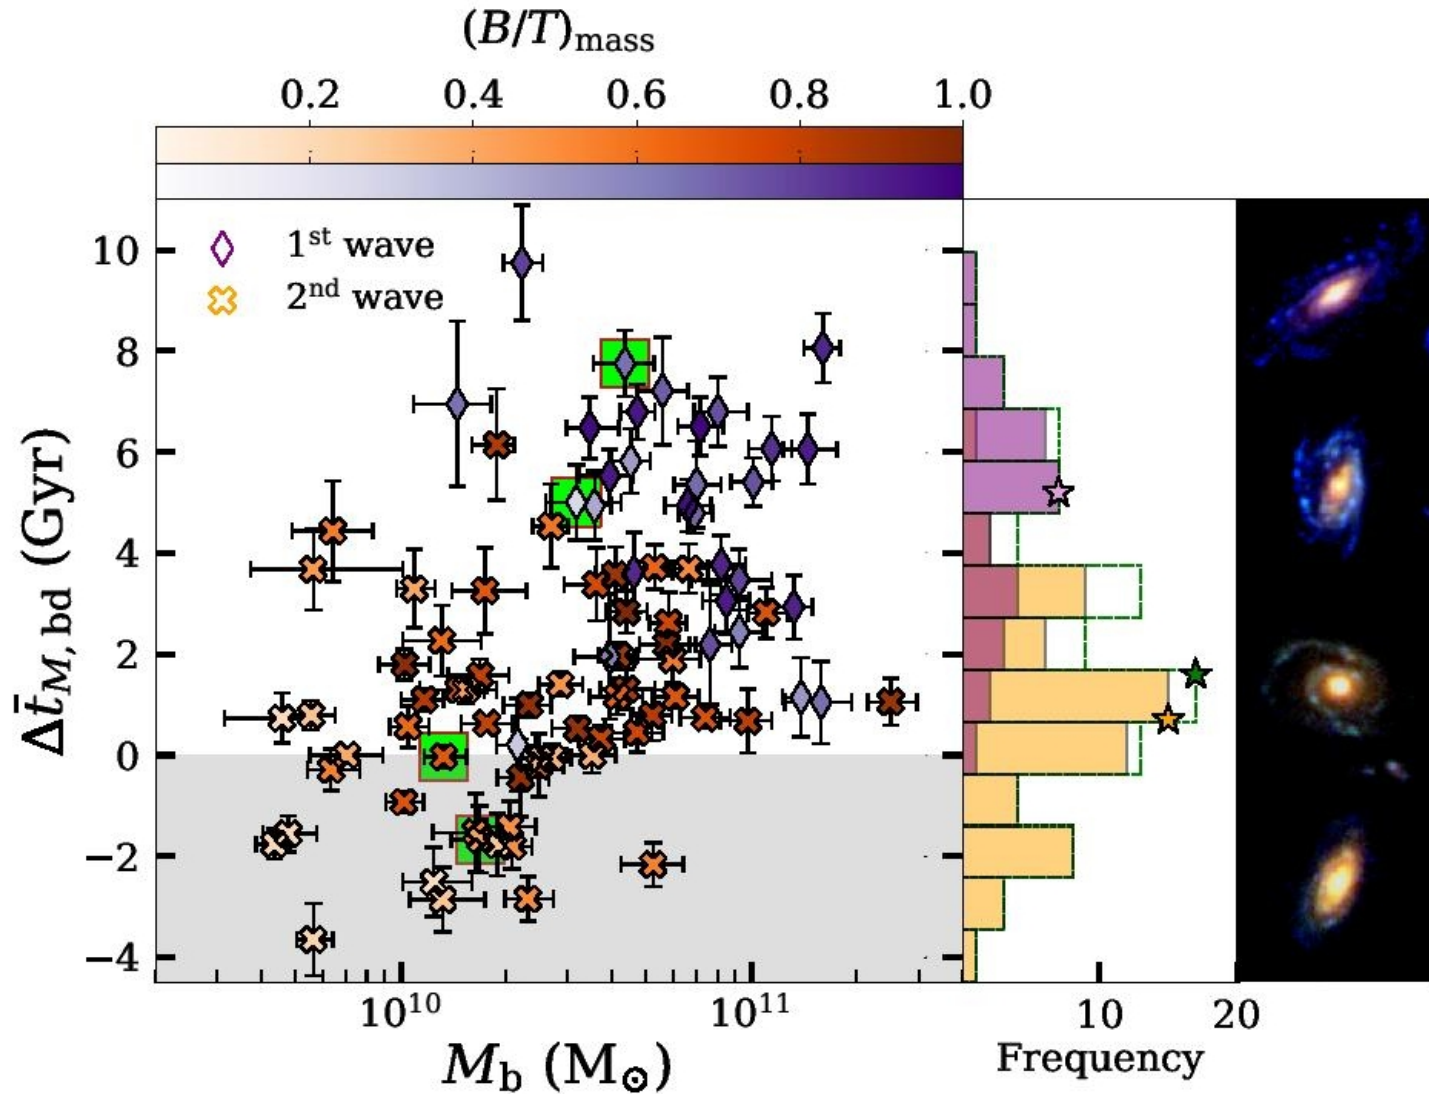 (B/T)mass
0.2 0.4 0.6 0.8 1.0
1st wave
2nd wave
10
8
6
4
2
0
−2
−4
Δt̄M, bd (Gyr)
10^10 10^11
10 20
Mb (M⊙)
Frequency